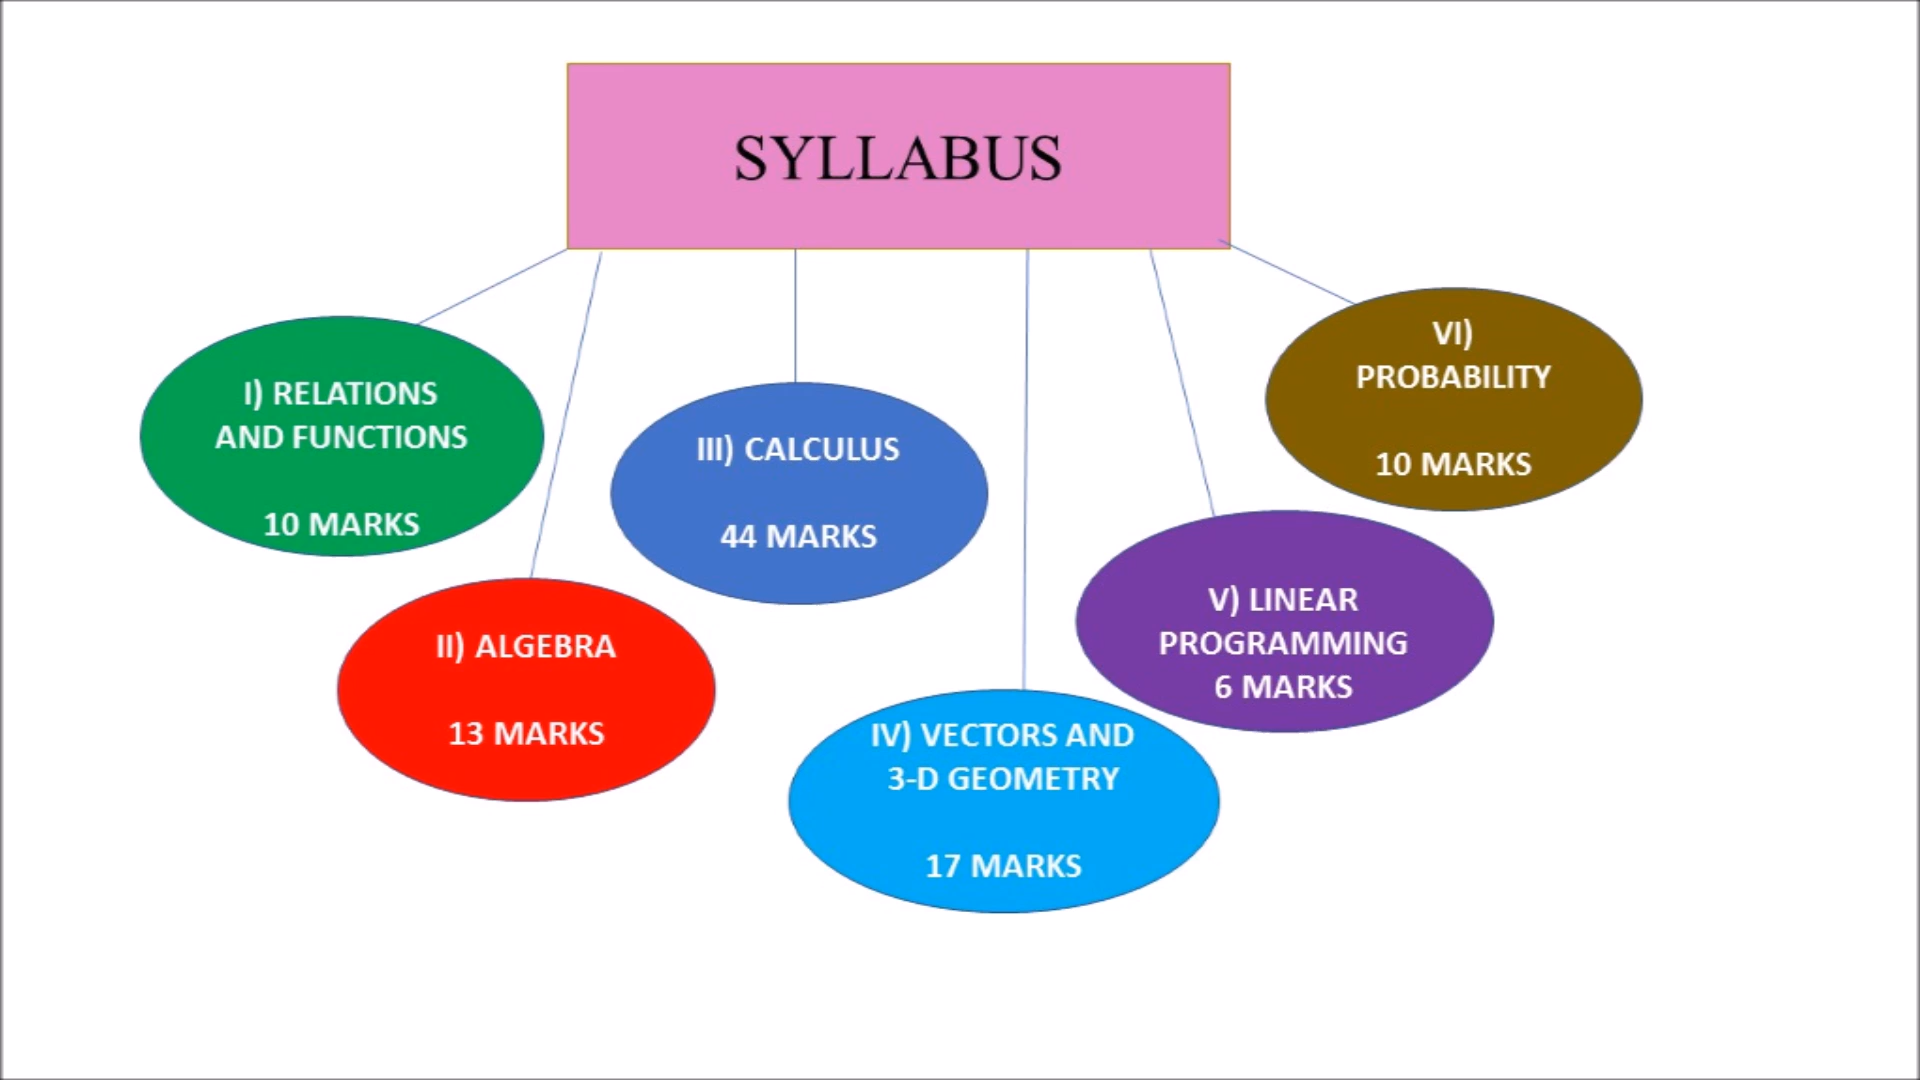 SYLLABUS
I) RELATIONS
AND FUNCTIONS
10 MARKS
II) ALGEBRA
13 MARKS
III) CALCULUS
44 MARKS
IV) VECTORS AND
3-D GEOMETRY
17 MARKS
V) LINEAR
PROGRAMMING
6 MARKS
VI)
PROBABILITY
10 MARKS